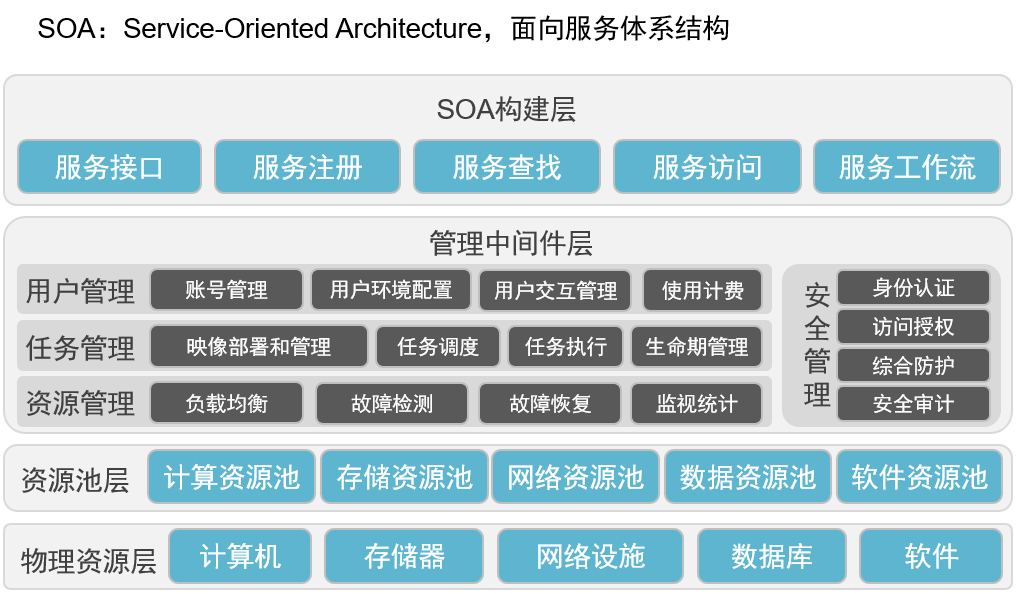 SOA：Service-Oriented Architecture，面向服务体系结构
SOA构建层
服务接口 服务注册 服务查找 服务访问 服务工作流
管理中间件层
用户管理 账号管理 用户环境配置 用户交互管理 使用计费
任务管理 映像部署和管理 任务调度 任务执行 生命期管理
资源管理 负载均衡 故障检测 故障恢复 监视统计
安全管理
身份认证
访问授权
综合防护
安全审计
资源池层 计算资源池 存储资源池 网络资源池 数据资源池 软件资源池
物理资源层 计算机 存储器 网络设施 数据库 软件